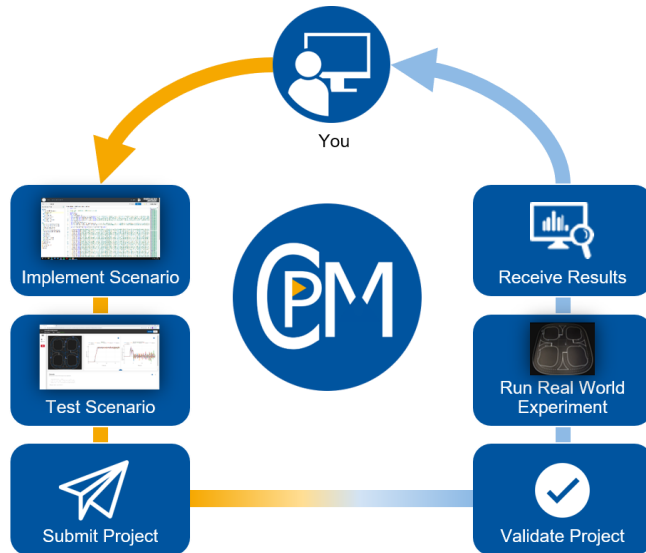 You
Implement Scenario
Receive Results
CPM
Test Scenario
Run Real World
Experiment
Submit Project
Validate Project